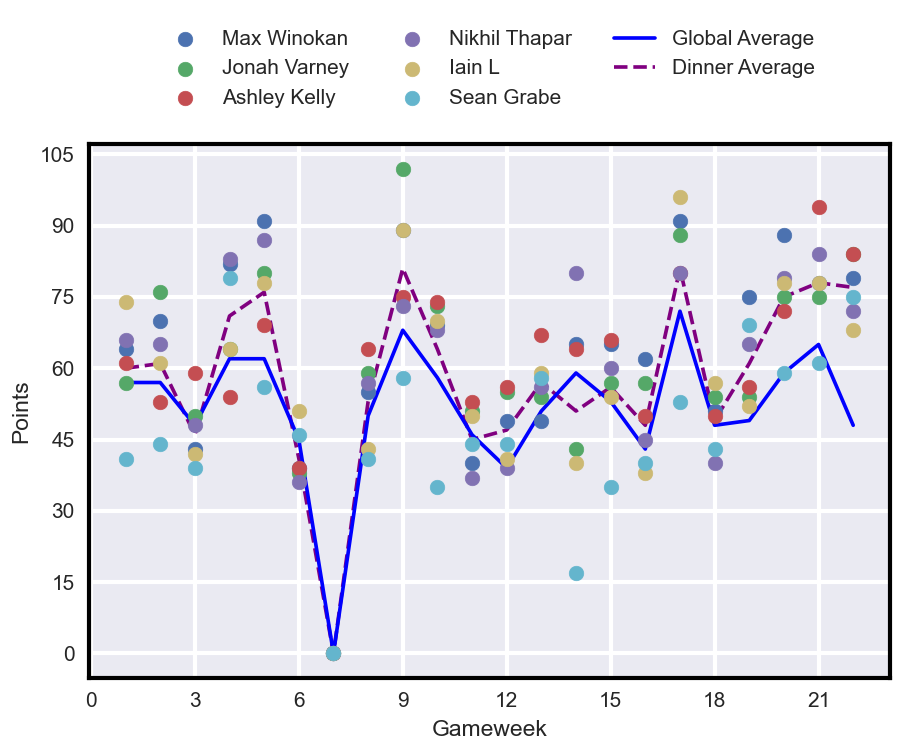 Max Winokan
Jonah Varney
Ashley Kelly
Nikhil Thapar
Iain L
Sean Grabe
Global Average
Dinner Average
105
90
75
60
45
30
15
0
Points
0 3 6 9 12 15 18 21
Gameweek